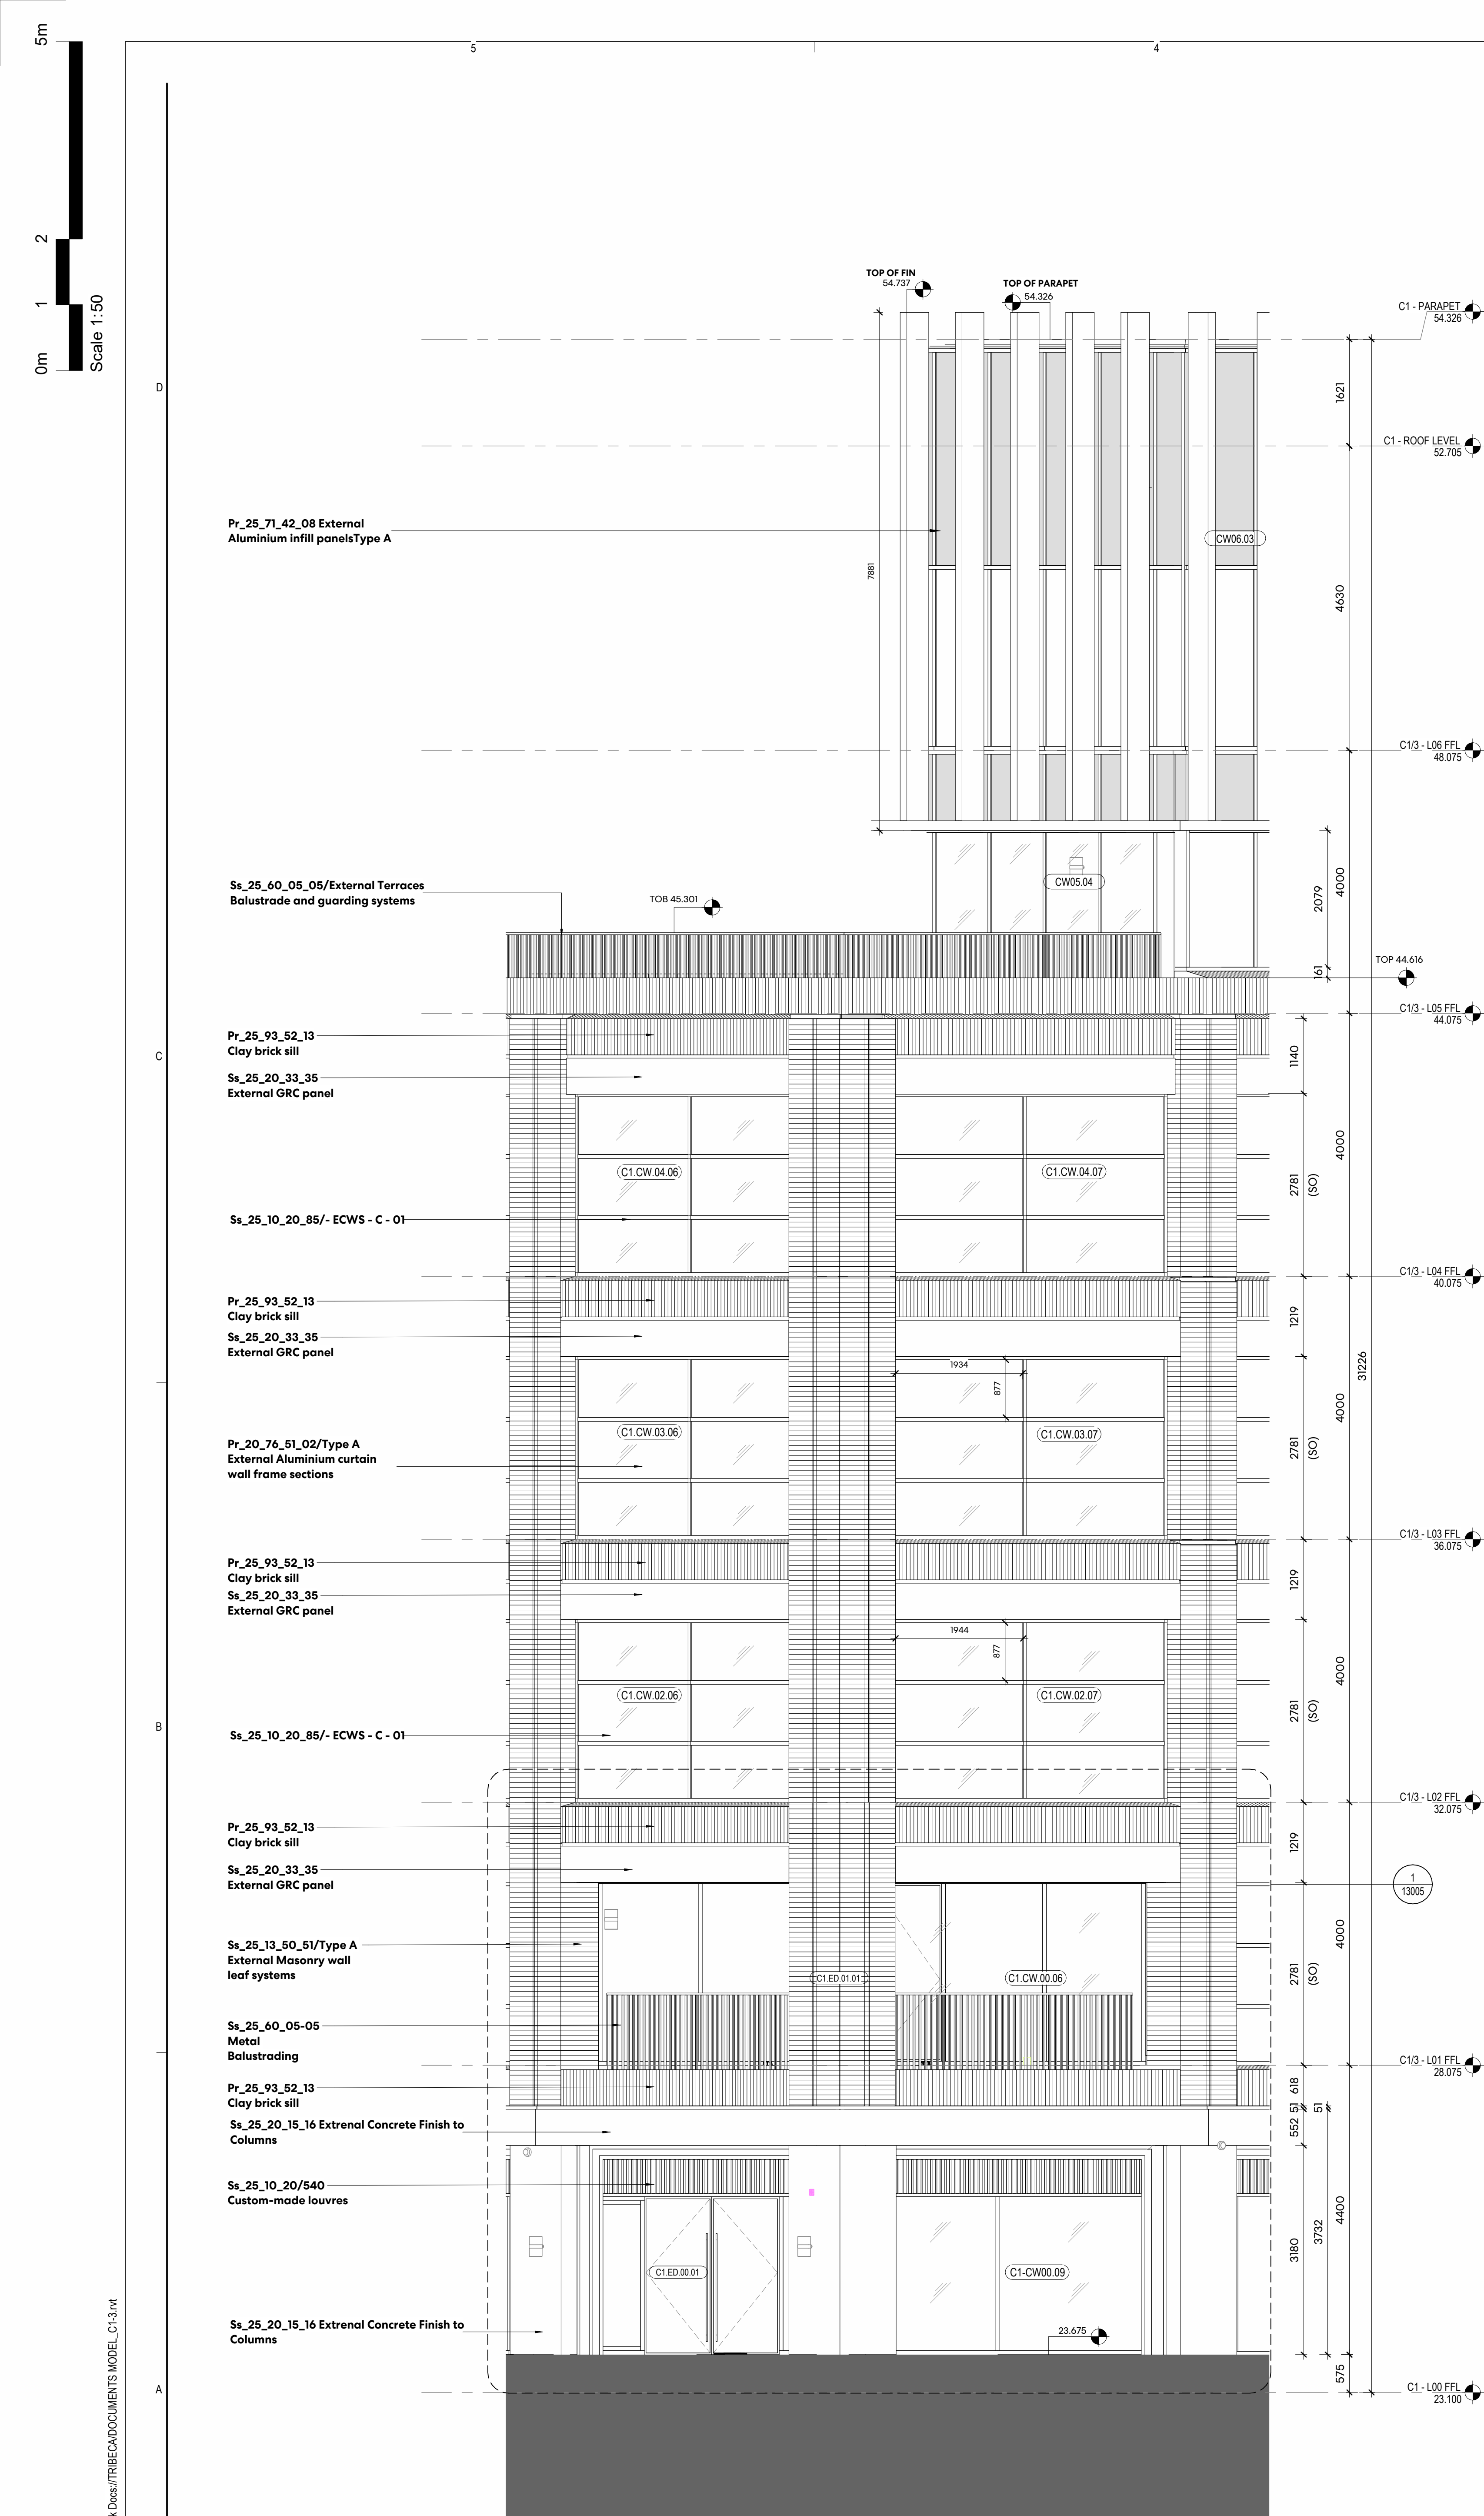 5m
2
1
0m
Scale 1:50
5
4
D
C
B
A
TOP OF FIN
54.737
TOP OF PARAPET
54.326
C1 - PARAPET
54.326
1621
C1 - ROOF LEVEL
52.705
Pr_25_71_42_08 External
Aluminium infill panelsType A
CW06.03
7881
4630
C1/3 - L06 FFL
48.075
Ss_25_60_05_05/External Terraces
Balustrade and guarding systems
TOB 45.301
CW05.04
2079
4000
161
TOP 44.616
C1/3 - L05 FFL
44.075
Pr_25_93_52_13
Clay brick sill
1140
Ss_25_20_33_35
External GRC panel
C1.CW.04.06
C1.CW.04.07
2781
(SO)
4000
Ss_25_10_20_85/- ECWS - C - 01
C1/3 - L04 FFL
40.075
Pr_25_93_52_13
Clay brick sill
1219
Ss_25_20_33_35
External GRC panel
1934
877
31226
C1.CW.03.06
C1.CW.03.07
2781
(SO)
4000
Pr_20_76_51_02/Type A
External Aluminium curtain
wall frame sections
C1/3 - L03 FFL
36.075
Pr_25_93_52_13
Clay brick sill
1219
Ss_25_20_33_35
External GRC panel
1944
877
C1.CW.02.06
C1.CW.02.07
2781
(SO)
4000
Ss_25_10_20_85/- ECWS - C - 01
C1/3 - L02 FFL
32.075
Pr_25_93_52_13
Clay brick sill
1219
Ss_25_20_33_35
External GRC panel
1
13005
Ss_25_13_50_51/Type A
External Masonry wall
leaf systems
C1.ED.01.01
C1.CW.00.06
2781
(SO)
4000
Ss_25_60_05-05
Metal
Balustrading
C1/3 - L01 FFL
28.075
Pr_25_93_52_13
Clay brick sill
618
51
51
552
Ss_25_20_15_16 Extrenal Concrete Finish to
Columns
Ss_25_10_20/540
Custom-made louvres
C1.ED.00.01
C1-CW00.09
3180
3732
4400
Ss_25_20_15_16 Extrenal Concrete Finish to
Columns
23.675
575
C1 - L00 FFL
23.100
k Docs://TRIBECA/DOCUMENTS MODEL_C1-3.rvt